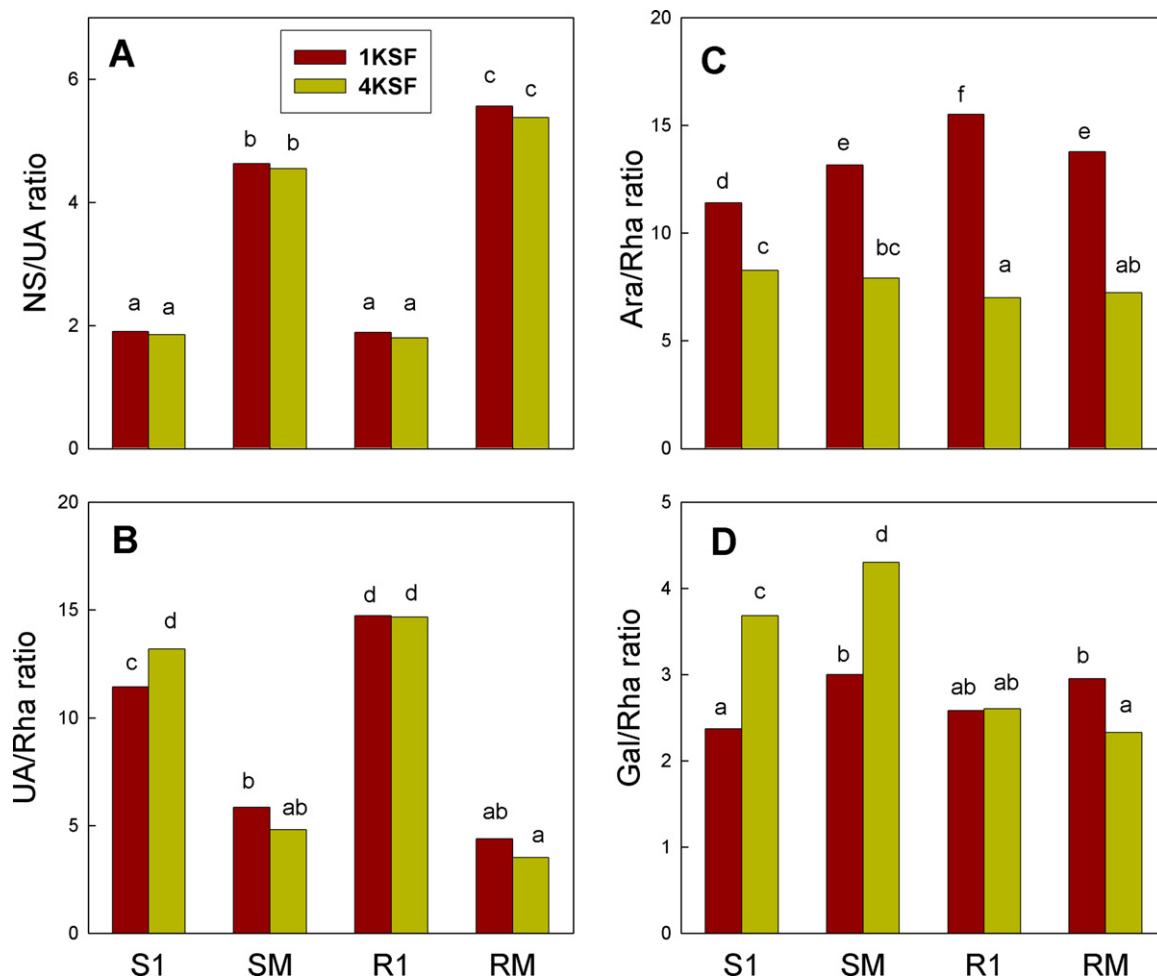 A
1KSF
4KSF
NS/UA ratio
6
4
2
0
a a
b b
a a
c c
C
Ara/Rha ratio
20
15
10
5
0
d c
e bc
f a
e ab
B
UA/Rha ratio
20
15
10
5
0
c d
b ab
d d
ab a
S1 SM R1 RM
D
Gal/Rha ratio
5
4
3
2
1
0
a c
b d
ab ab
b a
S1 SM R1 RM